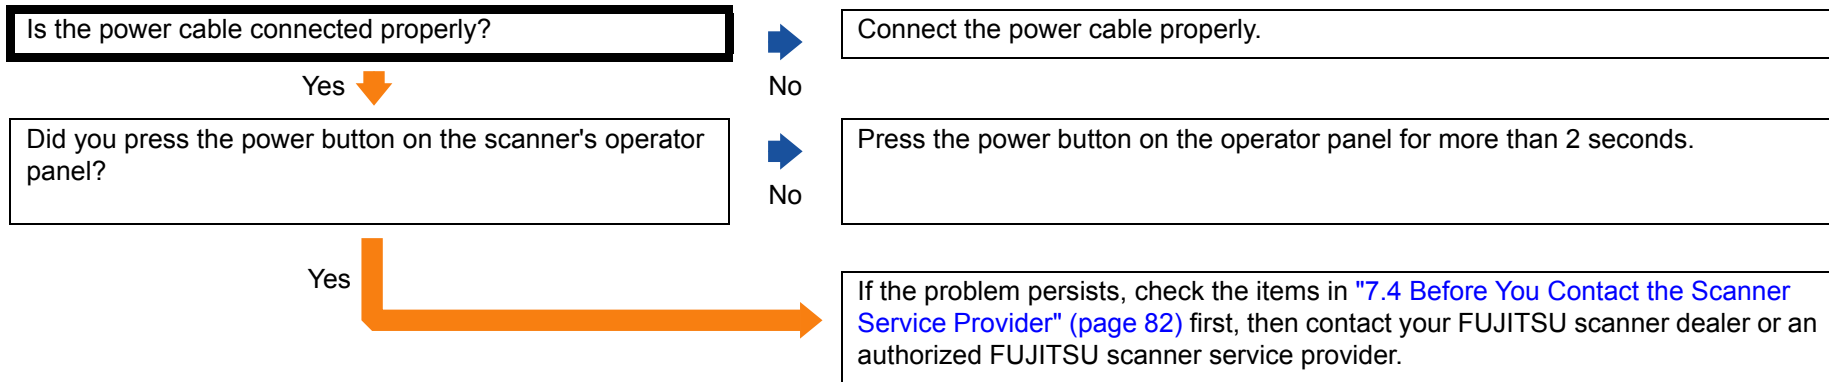 Is the power cable connected properly?
Connect the power cable properly.
Yes
No
Did you press the power button on the scanner's operator
panel?
Press the power button on the operator panel for more than 2 seconds.
No
Yes
If the problem persists, check the items in "7.4 Before You Contact the Scanner
Service Provider" (page 82) first, then contact your FUJITSU scanner dealer or an
authorized FUJITSU scanner service provider.